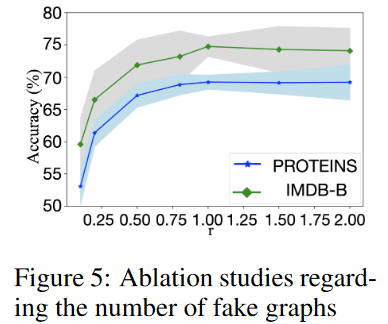 80
75
70
65
60
55
50
Accuracy (%)
0.25 0.50 0.75 1.00 1.25 1.50 1.75 2.00
r
PROTEINS
IMDB-B
Figure 5: Ablation studies regard-
ing the number of fake graphs